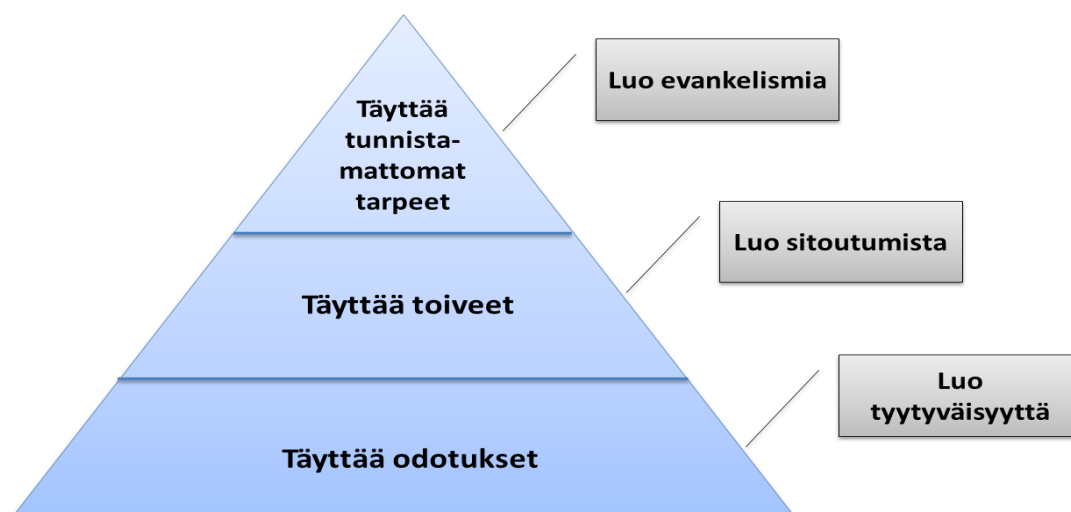 Täyttää
tunnista-
mattomat
tarpeet
Luo evankelismia
Täyttää toiveet
Luo sitoutumista
Täyttää odotukset
Luo
tyytyväisyyttä